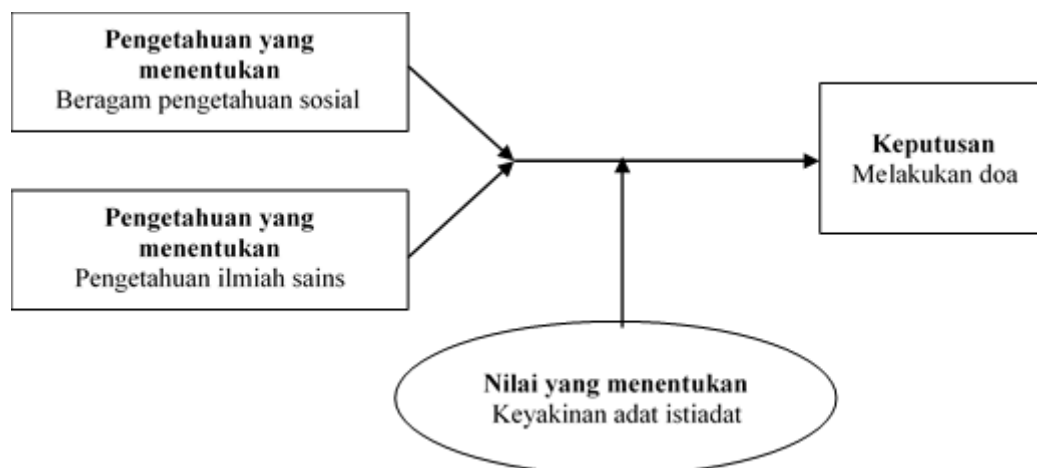 Pengetahuan yang
menentukan
Beragam pengetahuan sosial
Pengetahuan yang
menentukan
Pengetahuan ilmiah sains
Keputusan
Melakukan doa
Nilai yang menentukan
Keyakinan adat istiadat